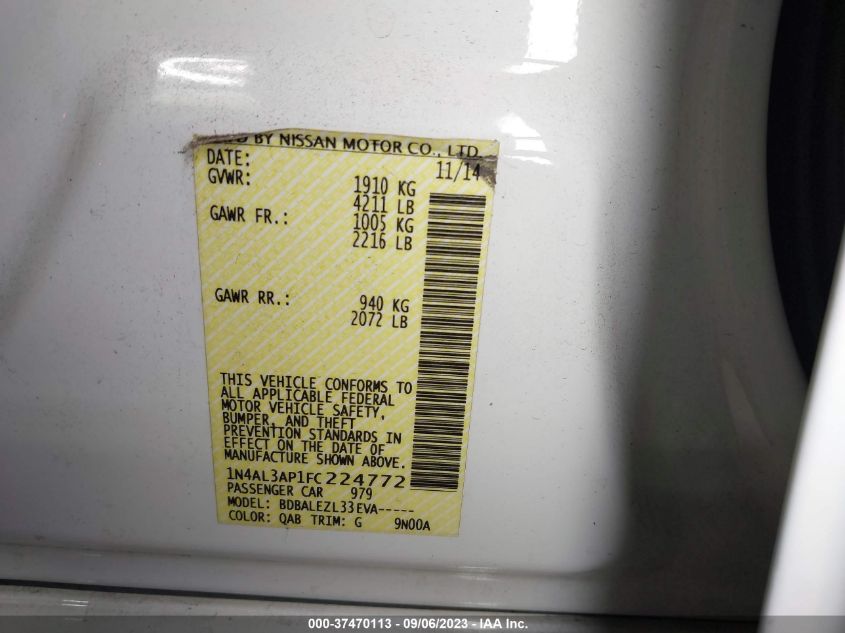 BY NISSAN MOTOR CO., LTD
DATE: 11/14
GVWR: 1910 KG
4211 LB
GAWR FR.: 1005 KG
2216 LB
GAWR RR.: 940 KG
2072 LB
THIS VEHICLE CONFORMS TO
ALL APPLICABLE FEDERAL
MOTOR VEHICLE SAFETY,
BUMPER, AND THEFT
PREVENTION STANDARDS IN
EFFECT ON THE DATE OF
MANUFACTURE SHOWN ABOVE.
1N4AL3AP1FC224772
PASSENGER CAR 979
MODEL: BDBALEZL33EVA-----
COLOR: QAB TRIM: G 9N00A
000-37470113 - 09/06/2023 - IAA Inc.